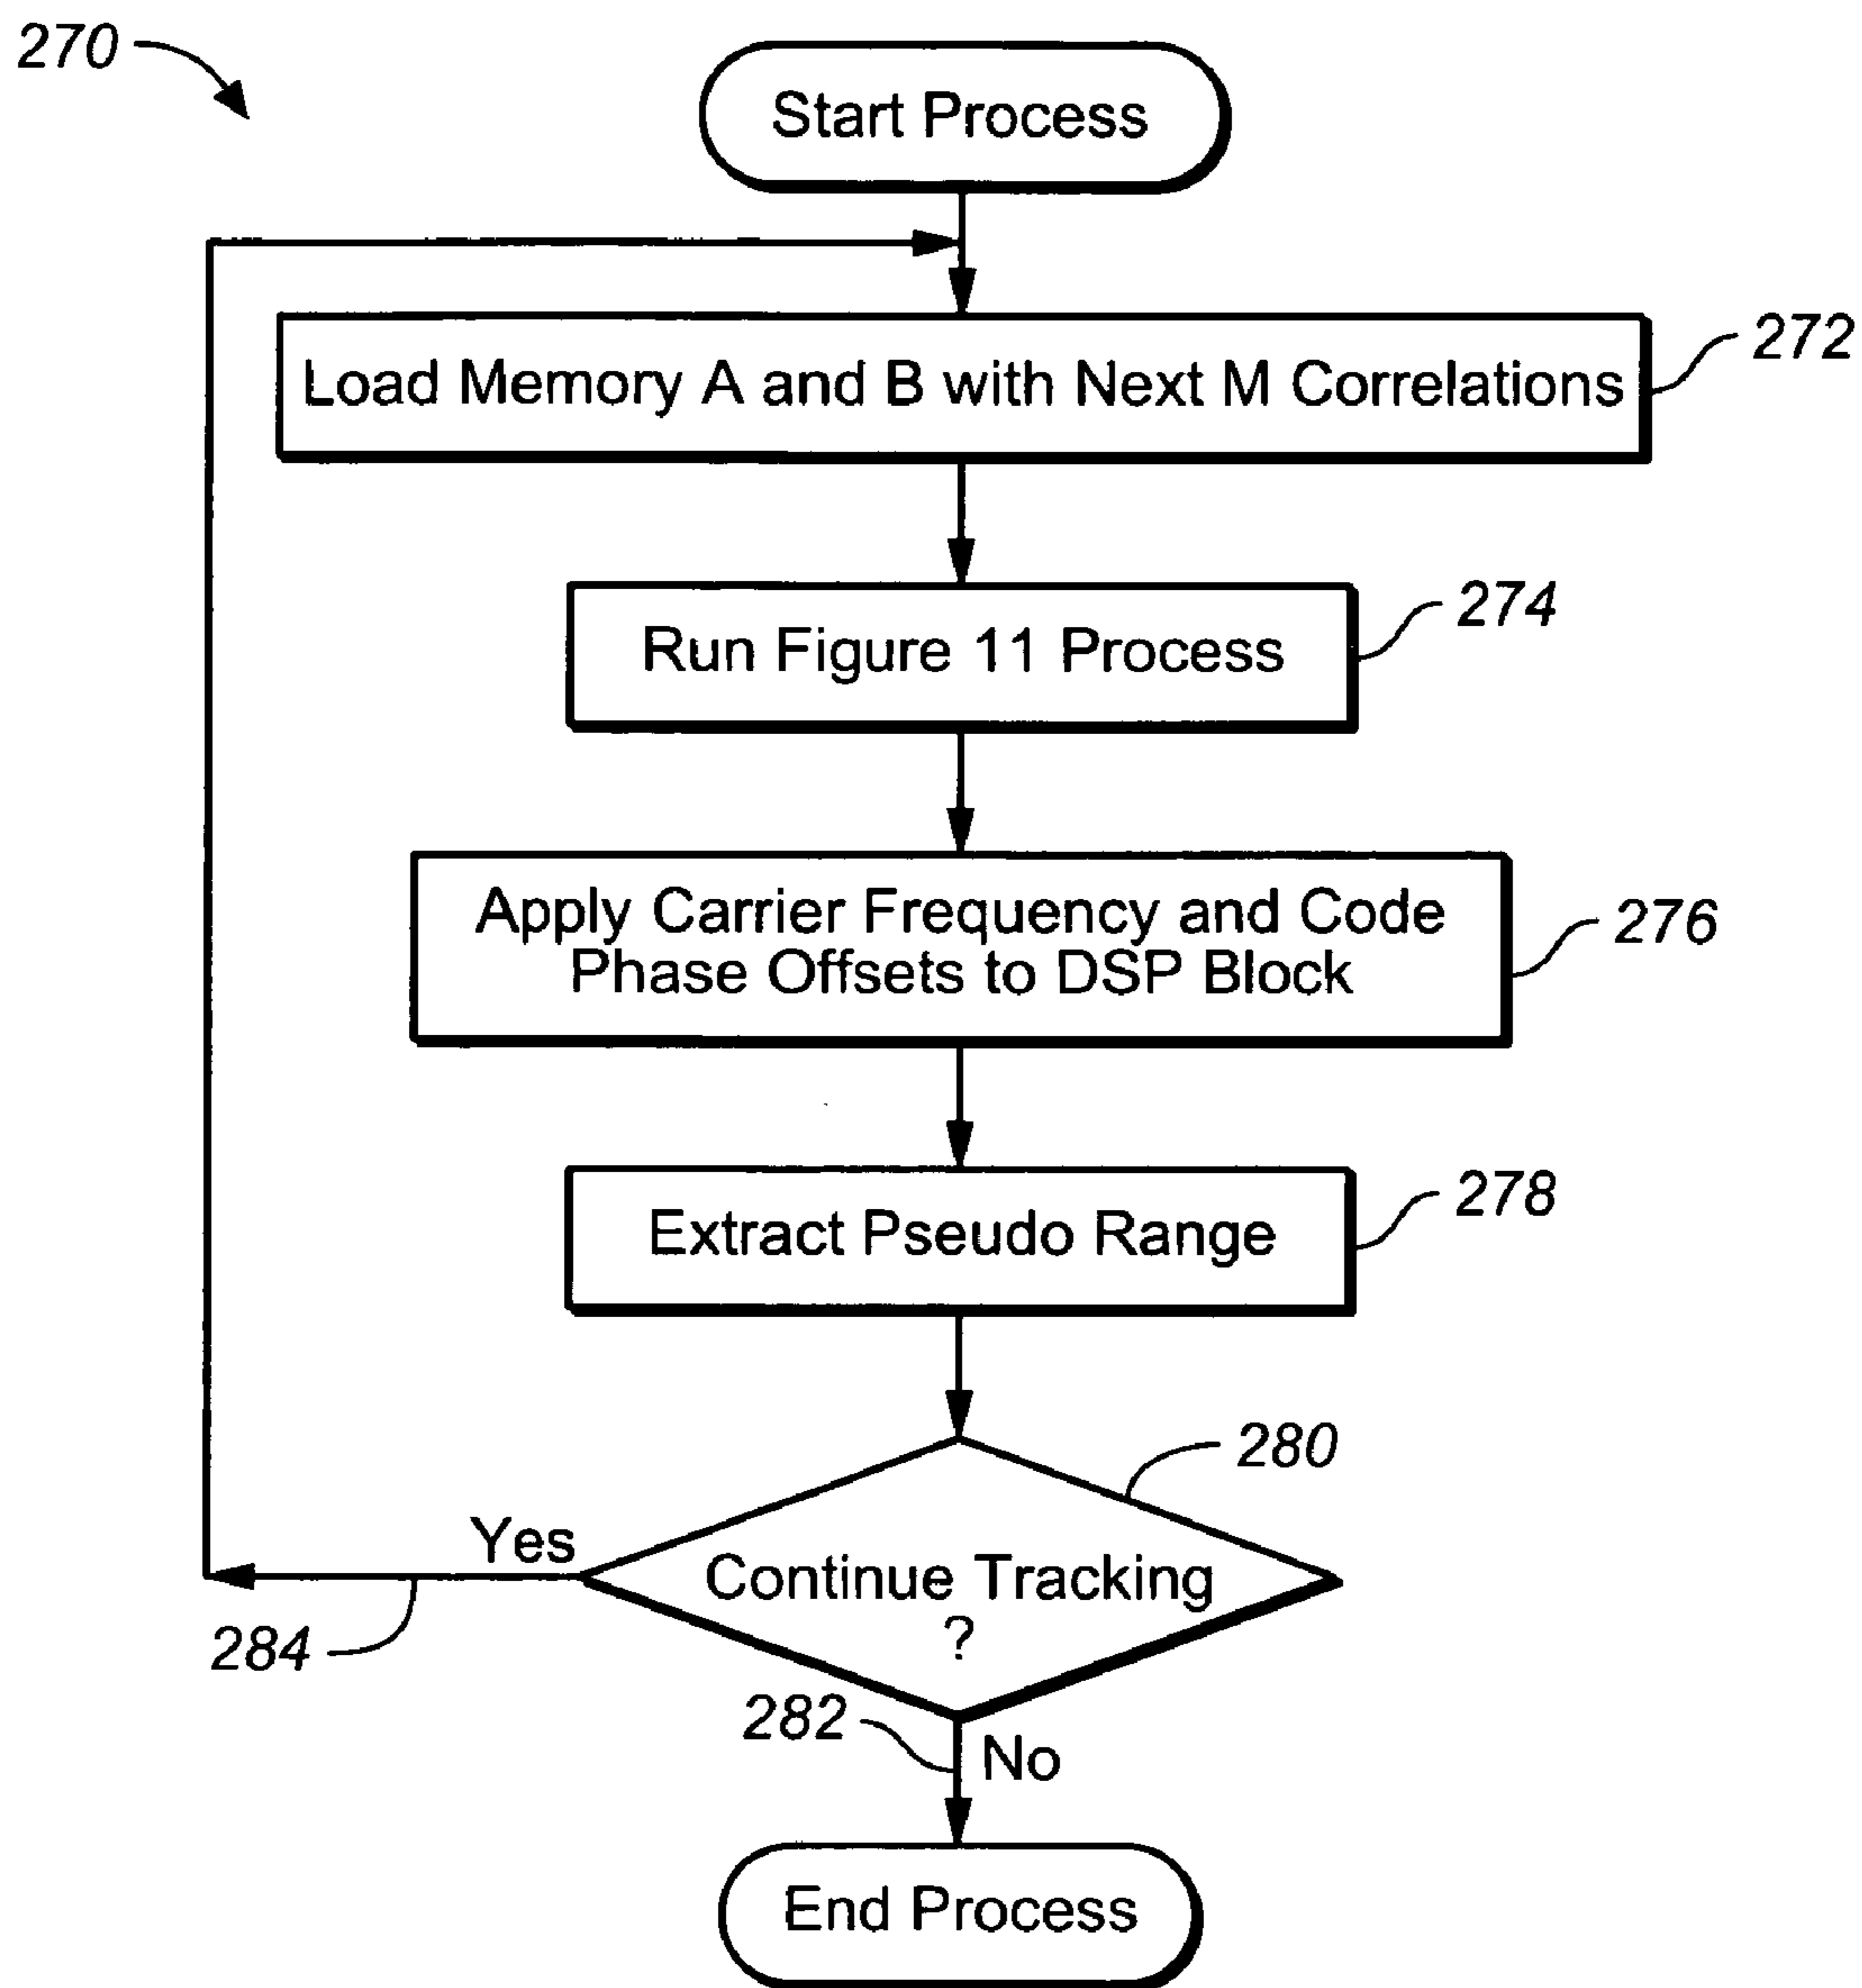 270
Start Process
Load Memory A and B with Next M Correlations
272
Run Figure 11 Process
274
Apply Carrier Frequency and Code
Phase Offsets to DSP Block
276
Extract Pseudo Range
278
280
Yes
Continue Tracking
?
284
282
No
End Process